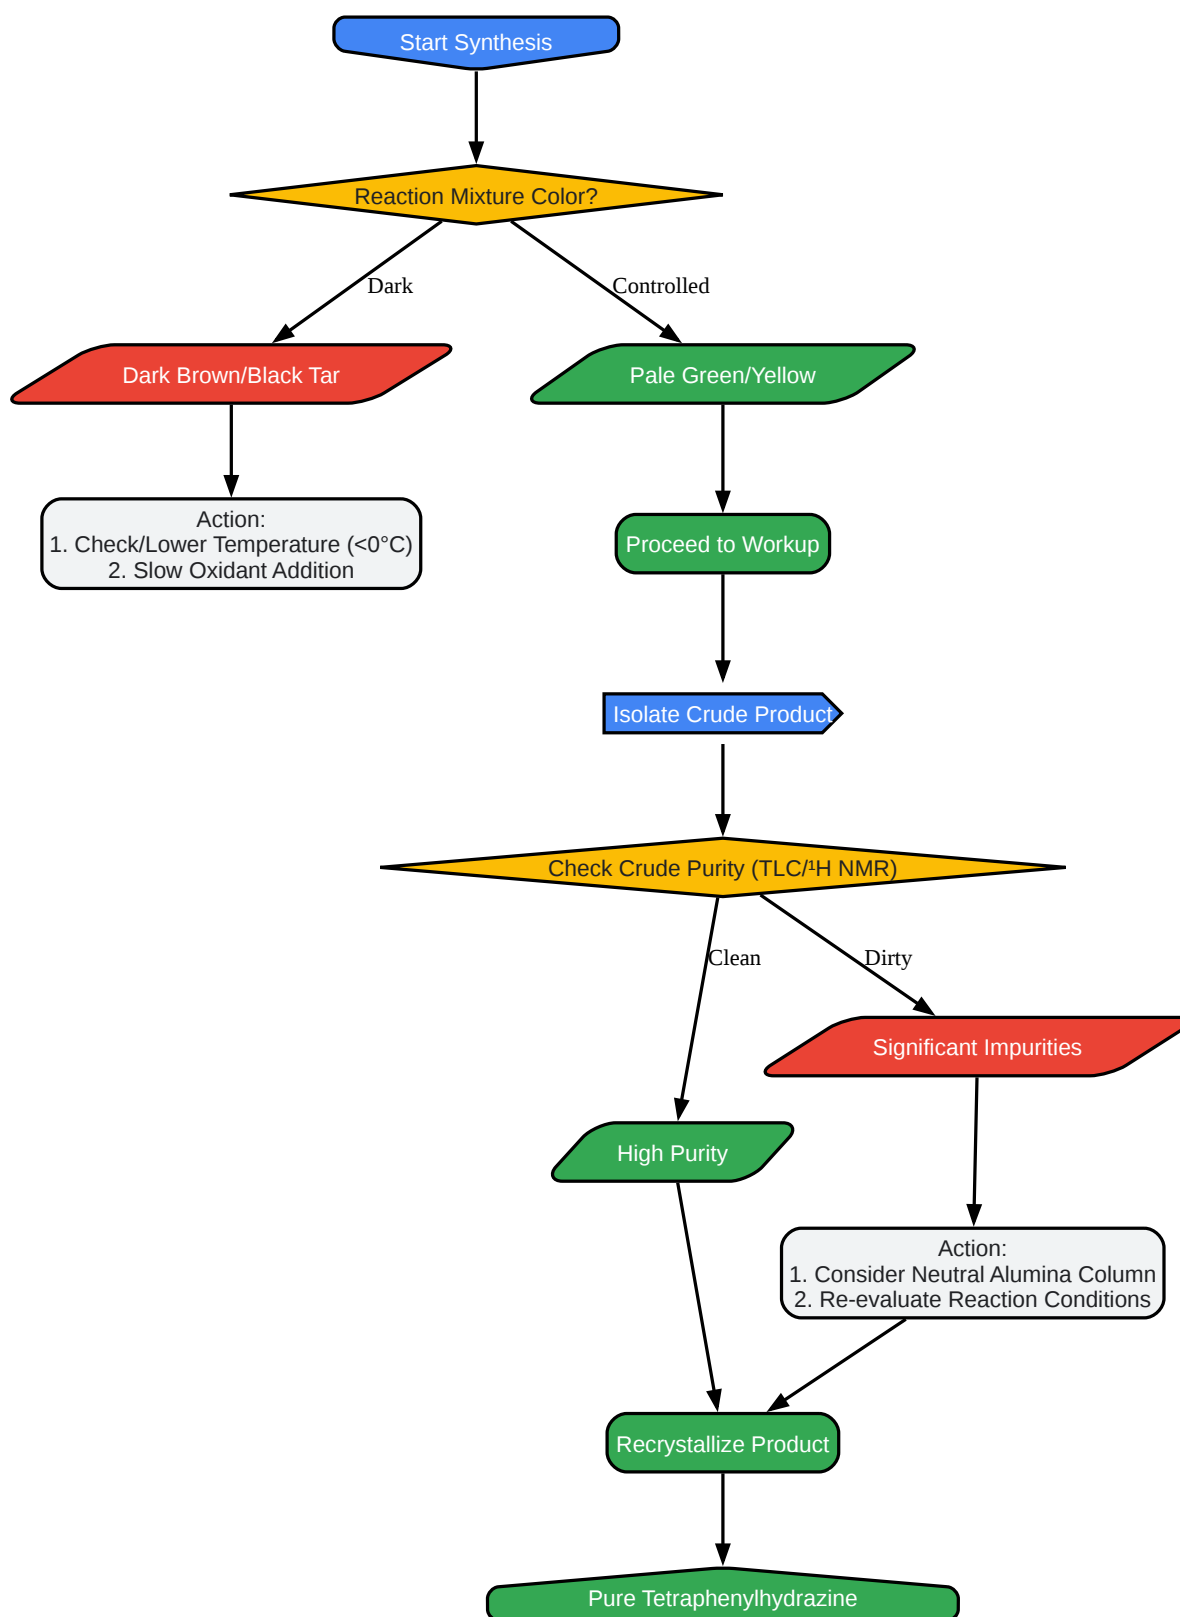 Start Synthesis
Reaction Mixture Color?
Dark
Controlled
Dark Brown/Black Tar
Pale Green/Yellow
Action:
1. Check/Lower Temperature (<0°C)
2. Slow Oxidant Addition
Proceed to Workup
Isolate Crude Product
Check Crude Purity (TLC/¹H NMR)
Clean
Dirty
Significant Impurities
High Purity
Action:
1. Consider Neutral Alumina Column
2. Re-evaluate Reaction Conditions
Recrystallize Product
Pure Tetraphenylhydrazine